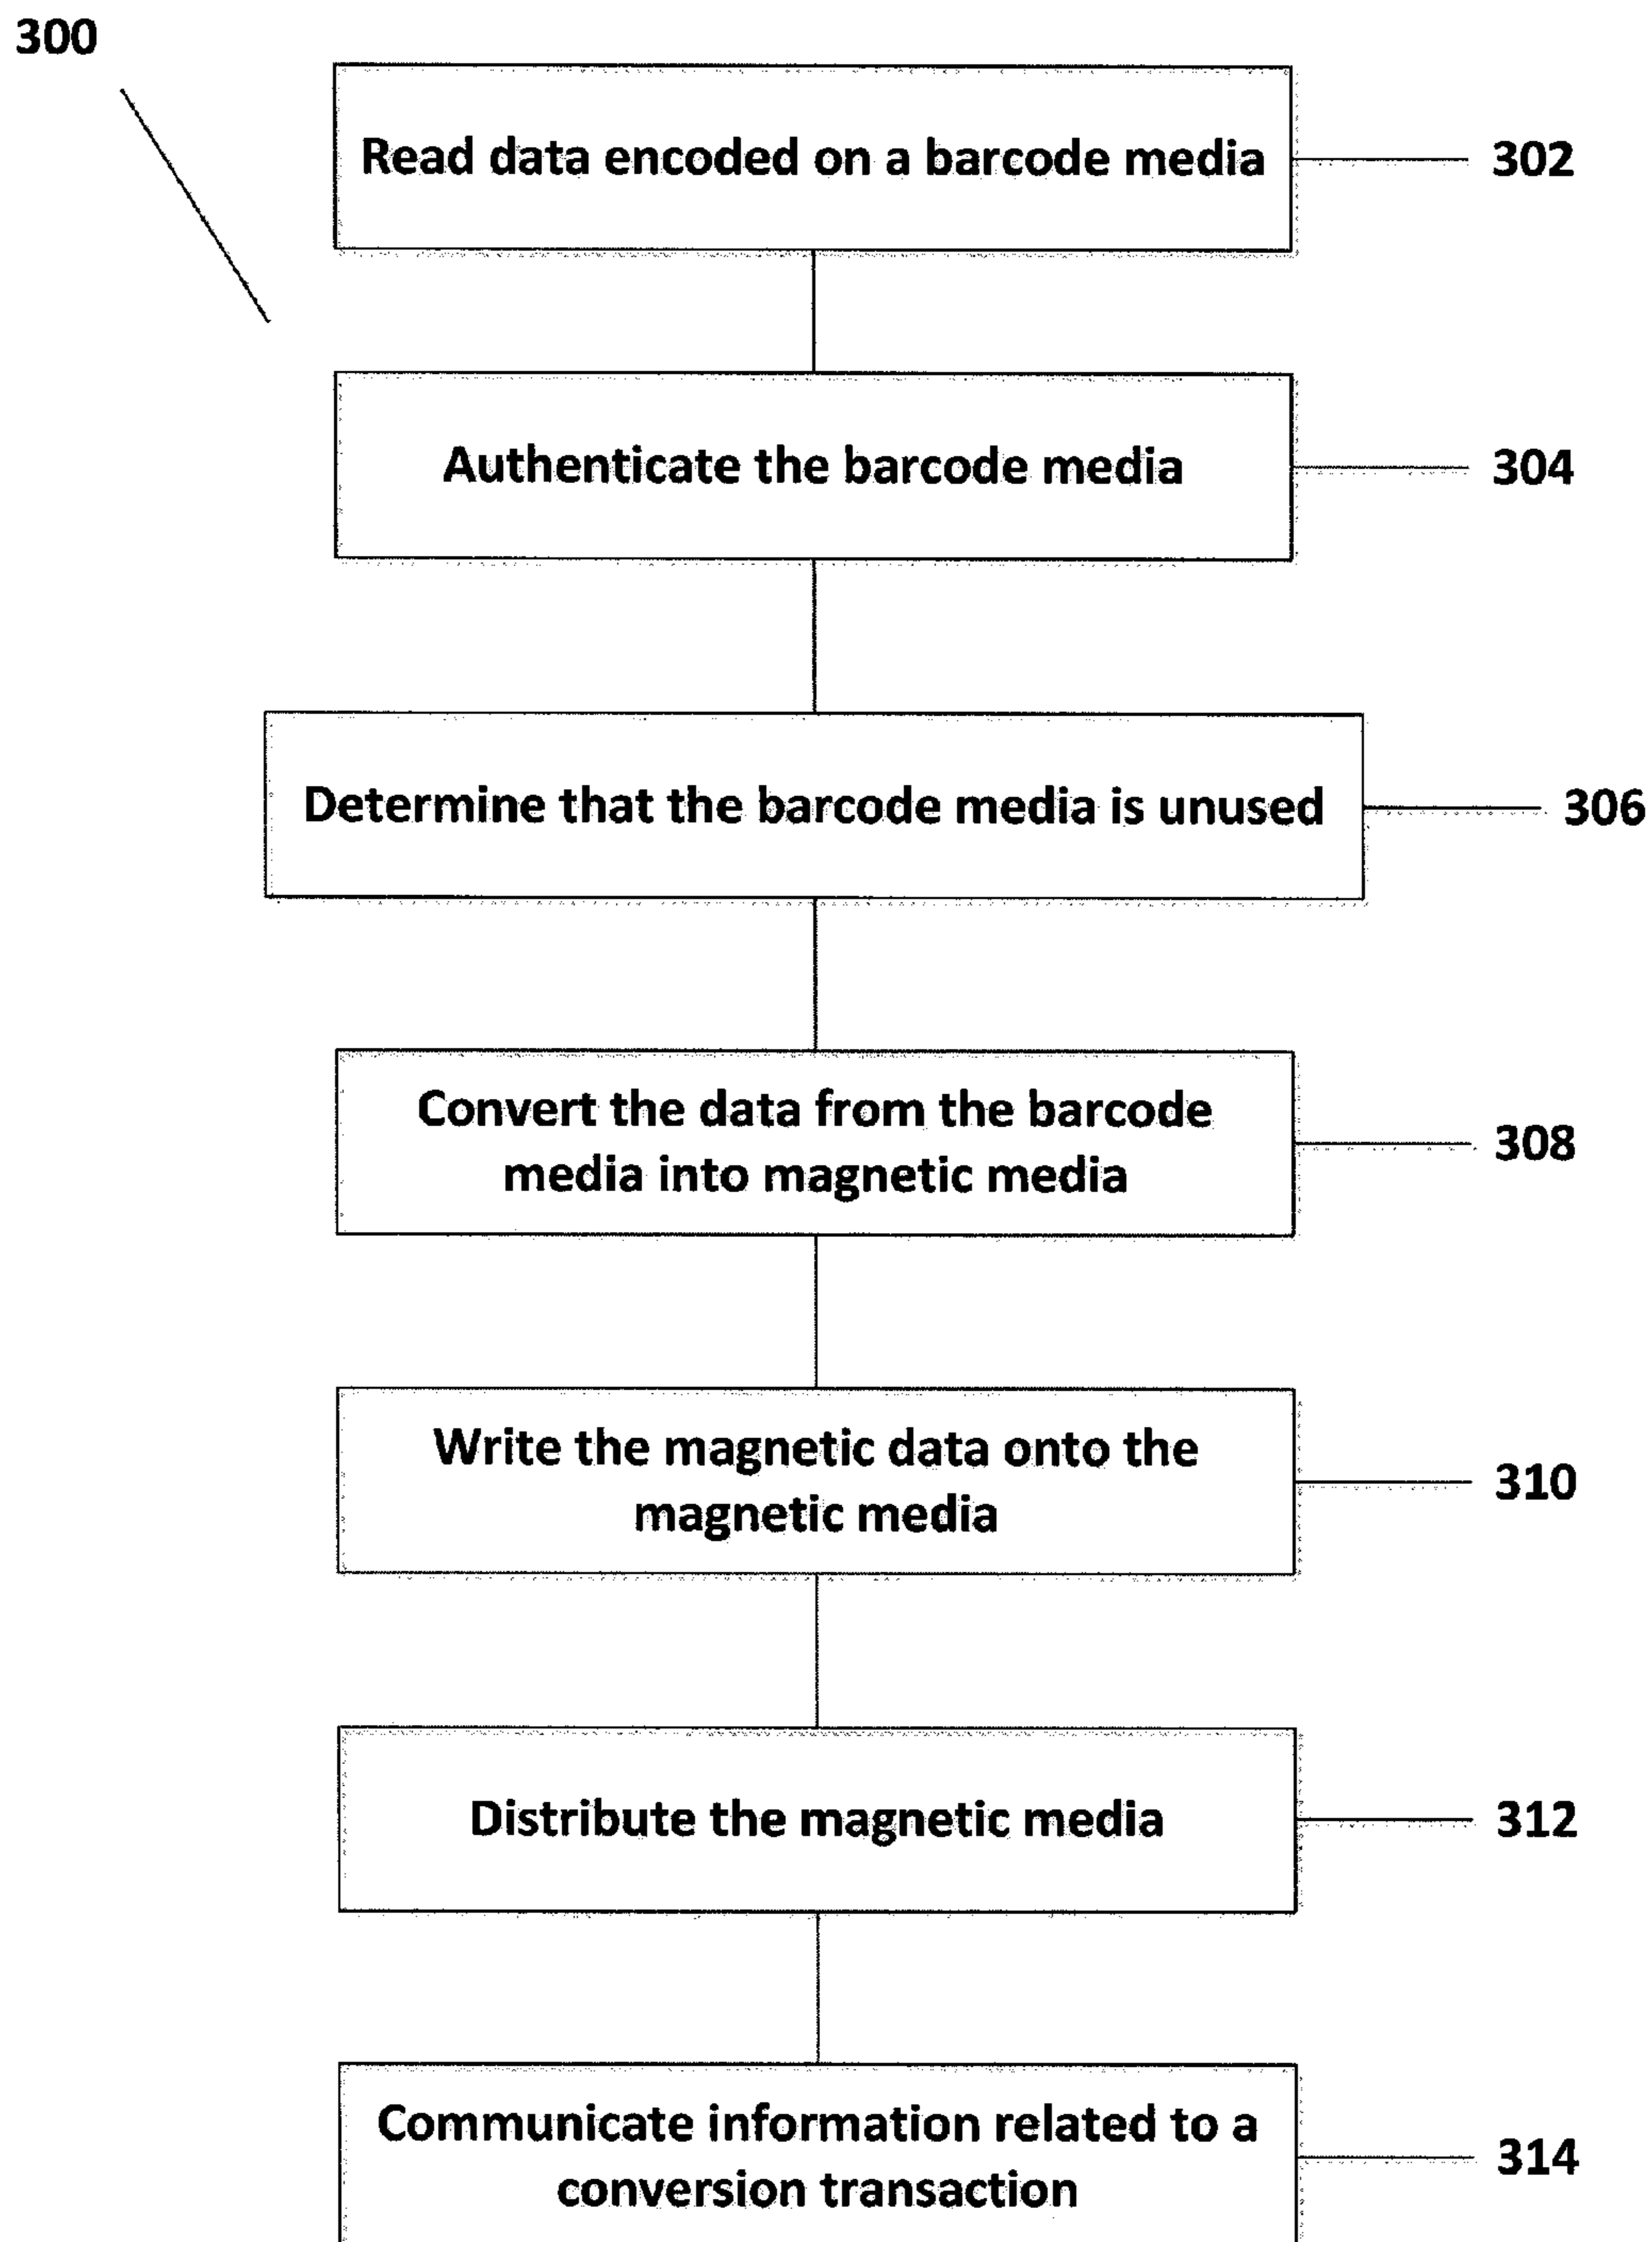 300
Read data encoded on a barcode media
302
Authenticate the barcode media
304
Determine that the barcode media is unused
306
Convert the data from the barcode
media into magnetic media
308
Write the magnetic data onto the
magnetic media
310
Distribute the magnetic media
312
Communicate information related to a
conversion transaction
314